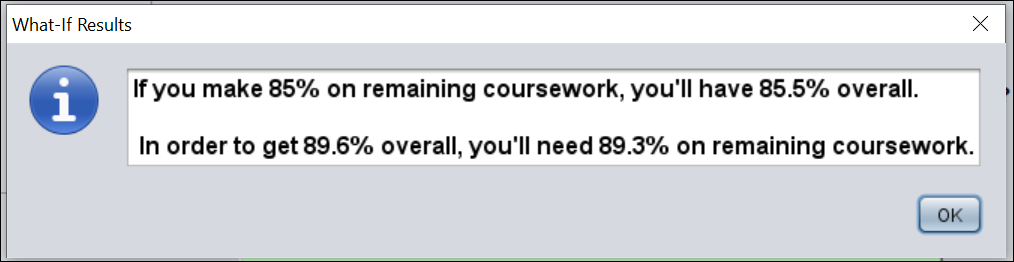 What-If Results
If you make 85% on remaining coursework, you'll have 85.5% overall.
In order to get 89.6% overall, you'll need 89.3% on remaining coursework.
OK